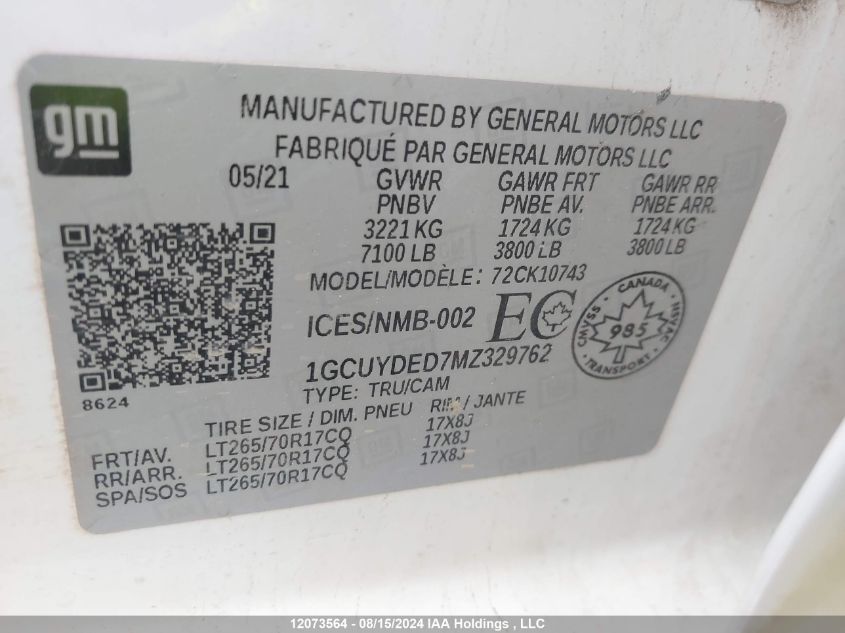 gm
MANUFACTURED BY GENERAL MOTORS LLC
FABRIQUÉ PAR GENERAL MOTORS LLC
05/21 GVWR GAWR FRT GAWR RR
PNBV PNBE AV. PNBE ARR.
3221 KG 1724 KG 1724 KG
7100 LB 3800 LB 3800 LB
MODEL/MODÈLE: 72CK10743
ICES/NMB-002 EC
CANADA
CMVSS 985 NSVAC
TRANSPORT
1GCUYDED7MZ329762
TYPE: TRU/CAM
8624
TIRE SIZE / DIM. PNEU RIM / JANTE
FRT/AV. LT265/70R17CQ 17X8J
RR/ARR. LT265/70R17CQ 17X8J
SPA/SOS LT265/70R17CQ 17X8J
12073564 - 08/15/2024 IAA Holdings , LLC